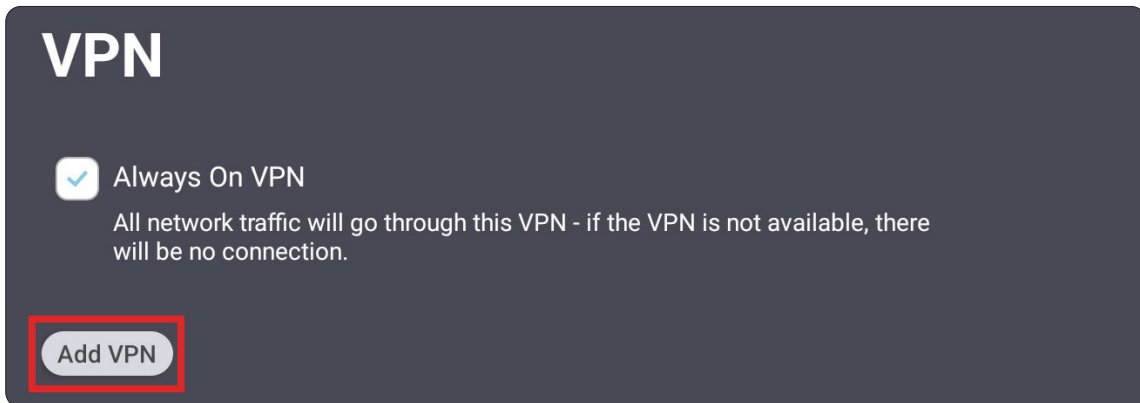 VPN
Always On VPN
All network traffic will go through this VPN - if the VPN is not available, there
will be no connection.
Add VPN